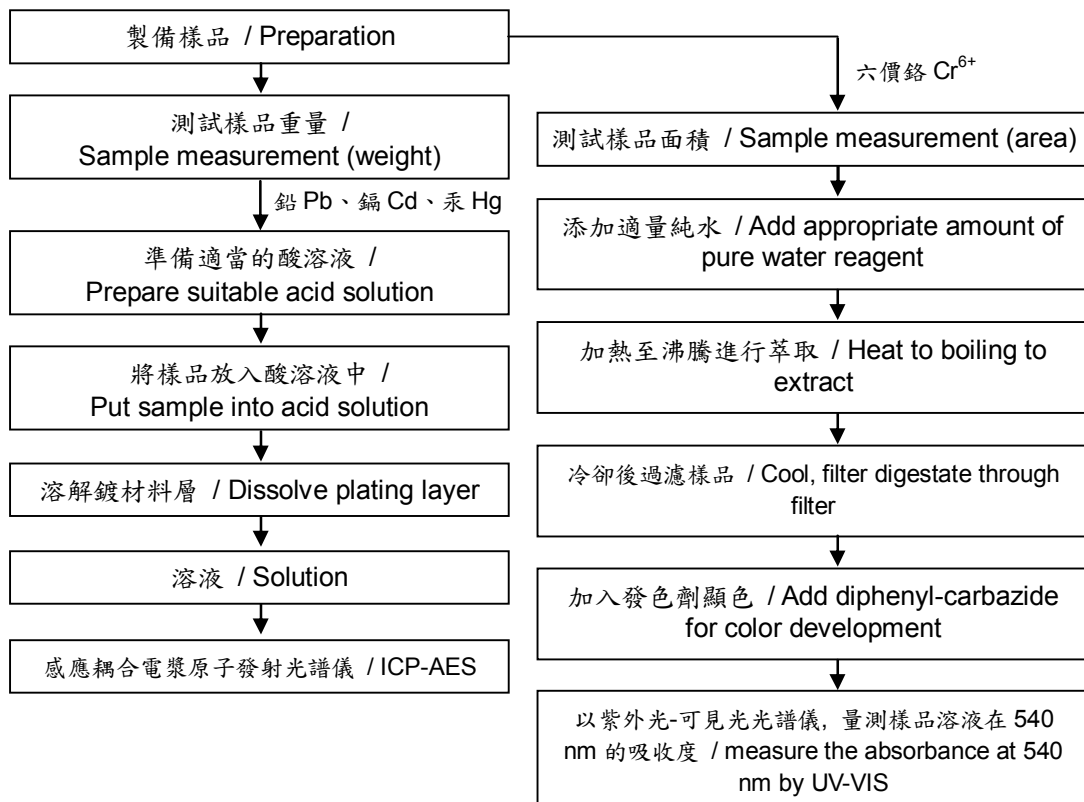 製備樣品 / Preparation
六價鉻 Cr⁶⁺
測試樣品重量 /
Sample measurement (weight)
鉛 Pb、鎘 Cd、汞 Hg
準備適當的酸溶液 /
Prepare suitable acid solution
將樣品放入酸溶液中 /
Put sample into acid solution
溶解鍍材料層 / Dissolve plating layer
溶液 / Solution
感應耦合電漿原子發射光譜儀 / ICP-AES
測試樣品面積 / Sample measurement (area)
添加適量純水 / Add appropriate amount of
pure water reagent
加熱至沸騰進行萃取 / Heat to boiling to
extract
冷卻後過濾樣品 / Cool, filter digestate through
filter
加入發色劑顯色 / Add diphenyl-carbazide
for color development
以紫外光-可見光光譜儀, 量測樣品溶液在 540
nm 的吸收度 / measure the absorbance at 540
nm by UV-VIS